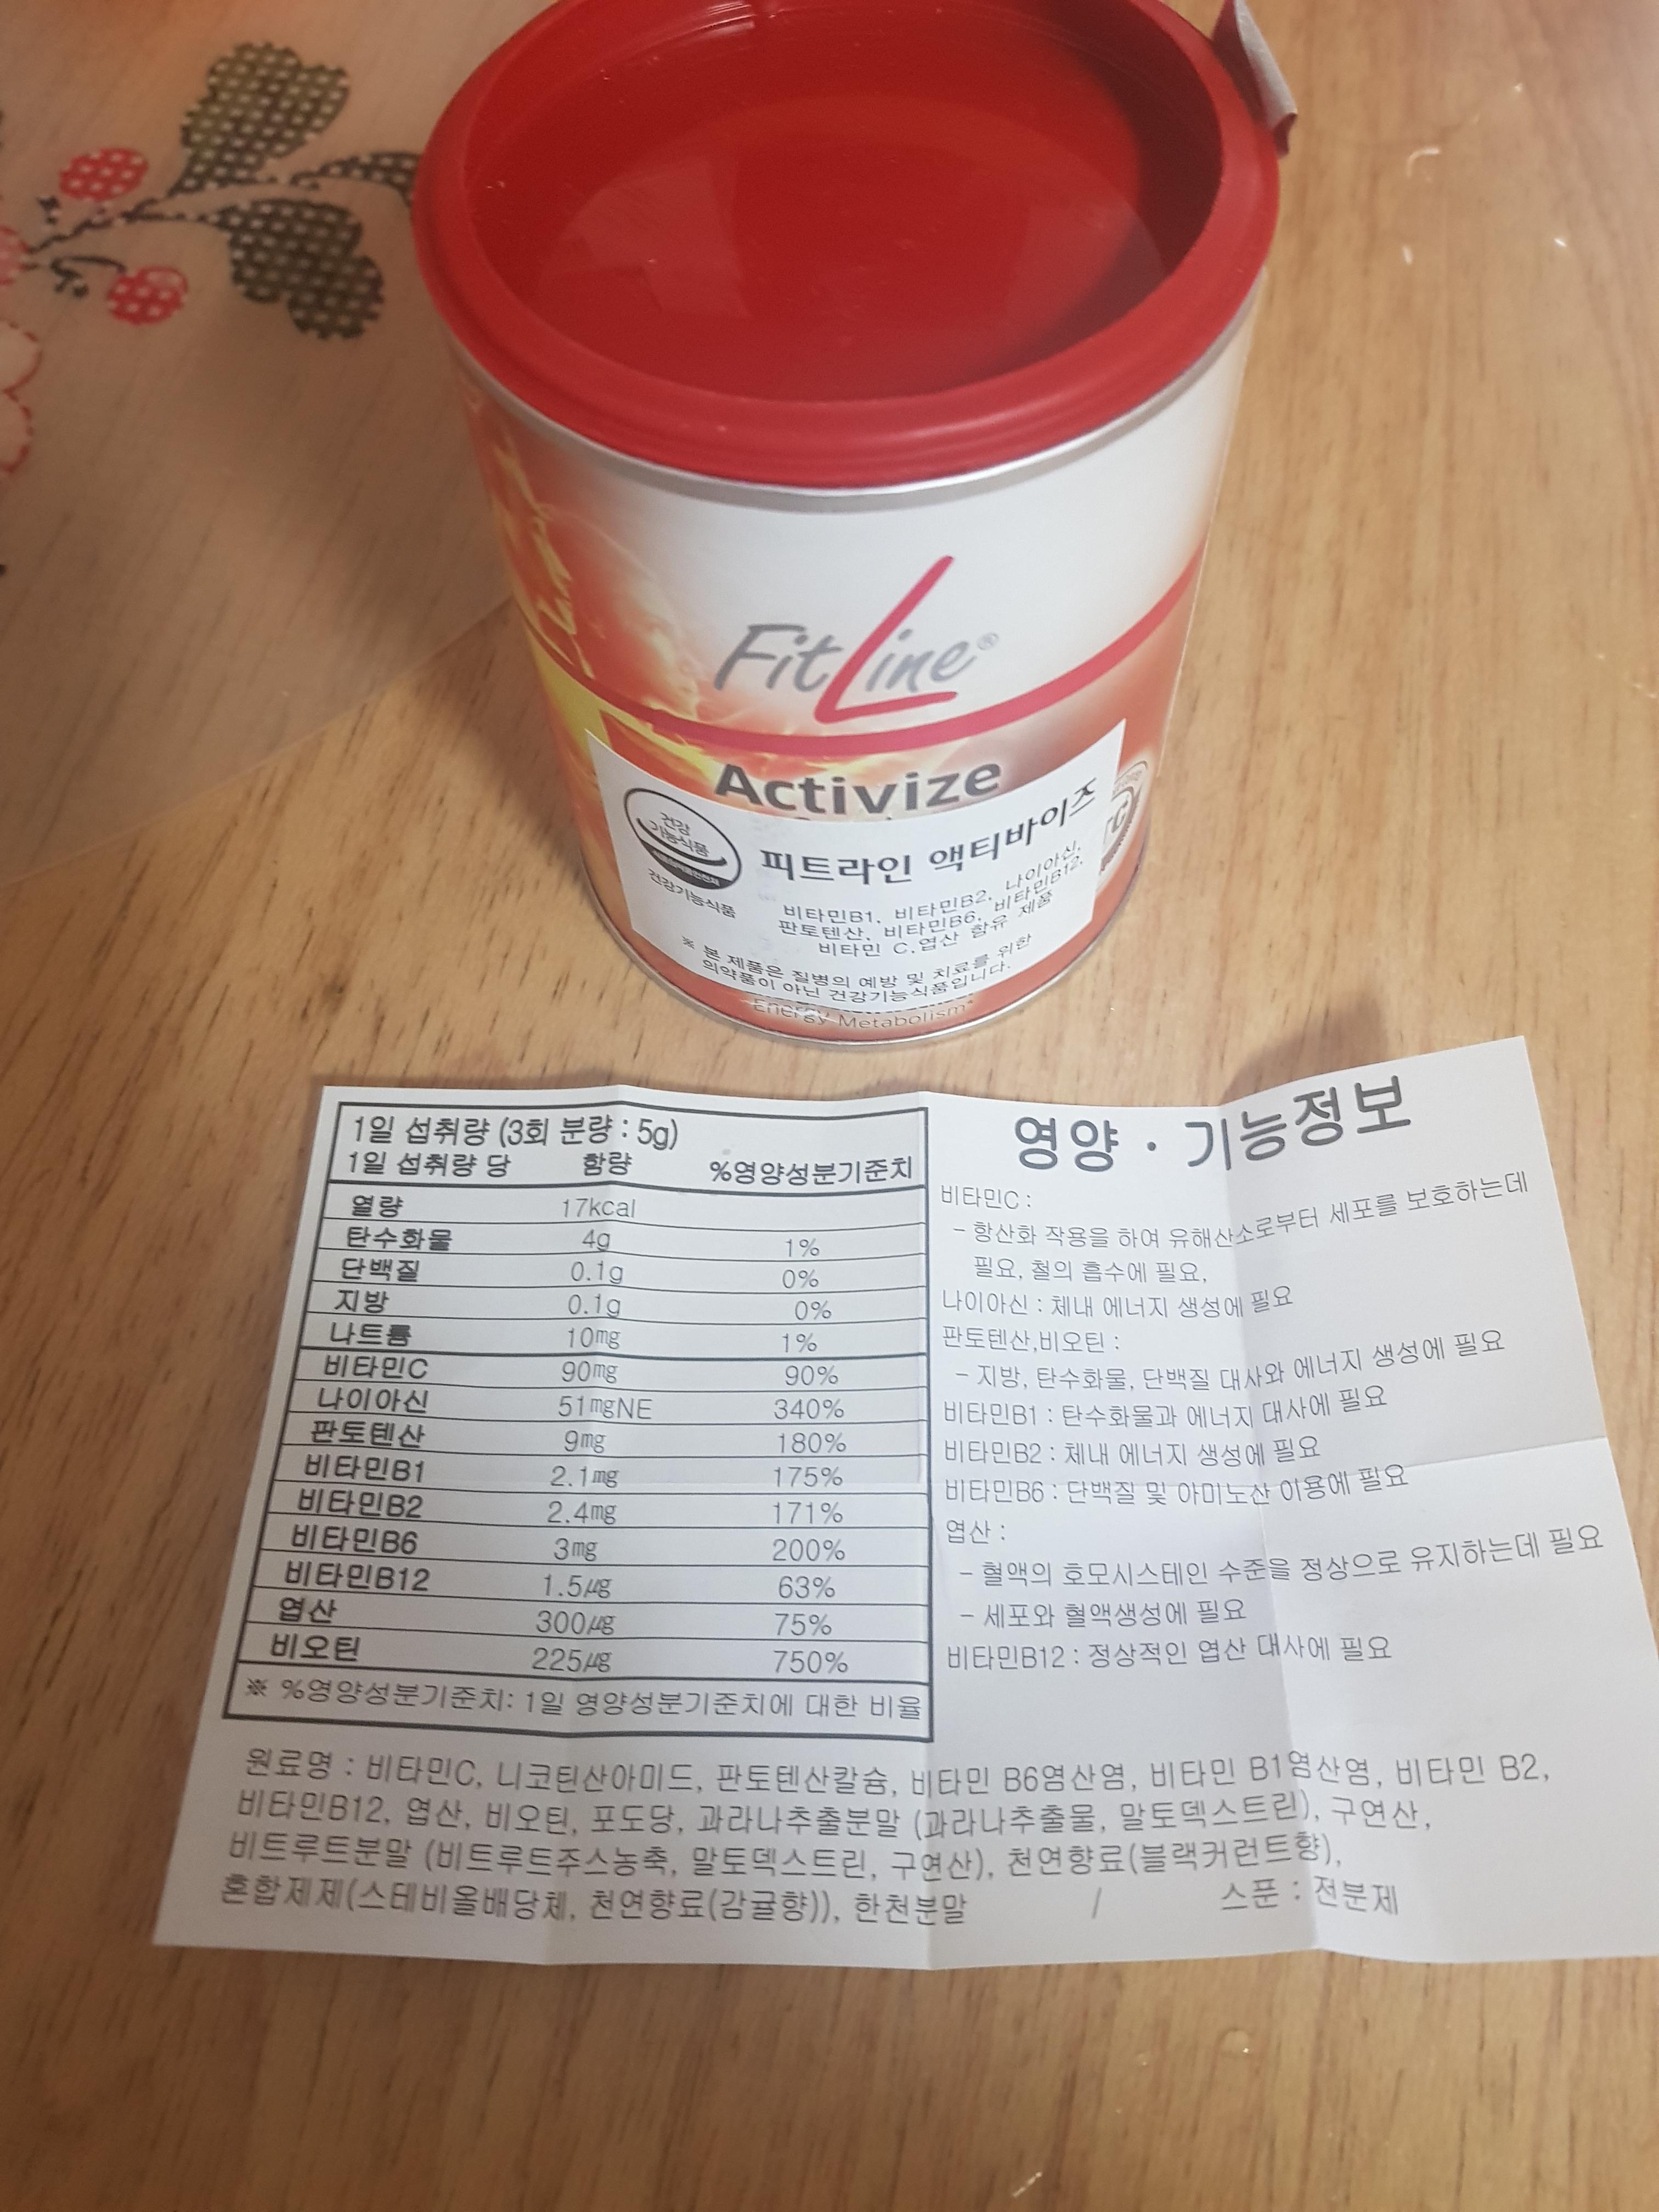 FitLine®
Activize
건강
기능식품
건강기능식품
피트라인 액티바이즈
비타민B1, 비타민B2, 나이아신,
판토텐산, 비타민B6, 비타민B12,
비타민 C.엽산 함유 제품
※ 본 제품은 질병의 예방 및 치료를 위한
의약품이 아닌 건강기능식품입니다.
Energy Metabolism*
1일 섭취량 (3회 분량 : 5g)
1일 섭취량 당 함량 %영양성분기준치
열량 17kcal
탄수화물 4g 1%
단백질 0.1g 0%
지방 0.1g 0%
나트륨 10㎎ 1%
비타민C 90㎎ 90%
나이아신 51㎎NE 340%
판토텐산 9㎎ 180%
비타민B1 2.1㎎ 175%
비타민B2 2.4㎎ 171%
비타민B6 3㎎ 200%
비타민B12 1.5㎍ 63%
엽산 300㎍ 75%
비오틴 225㎍ 750%
※ %영양성분기준치: 1일 영양성분기준치에 대한 비율
영양 · 기능정보
비타민C :
- 항산화 작용을 하여 유해산소로부터 세포를 보호하는데
필요, 철의 흡수에 필요,
나이아신 : 체내 에너지 생성에 필요
판토텐산,비오틴 :
- 지방, 탄수화물, 단백질 대사와 에너지 생성에 필요
비타민B1 : 탄수화물과 에너지 대사에 필요
비타민B2 : 체내 에너지 생성에 필요
비타민B6 : 단백질 및 아미노산 이용에 필요
엽산 :
- 혈액의 호모시스테인 수준을 정상으로 유지하는데 필요
- 세포와 혈액생성에 필요
비타민B12 : 정상적인 엽산 대사에 필요
원료명 : 비타민C, 니코틴산아미드, 판토텐산칼슘, 비타민 B6염산염, 비타민 B1염산염, 비타민 B2,
비타민B12, 엽산, 비오틴, 포도당, 과라나추출분말 (과라나추출물, 말토덱스트린), 구연산,
비트루트분말 (비트루트주스농축, 말토덱스트린, 구연산), 천연향료(블랙커런트향),
혼합제제(스테비올배당체, 천연향료(감귤향)), 한천분말 / 스푼 : 전분제